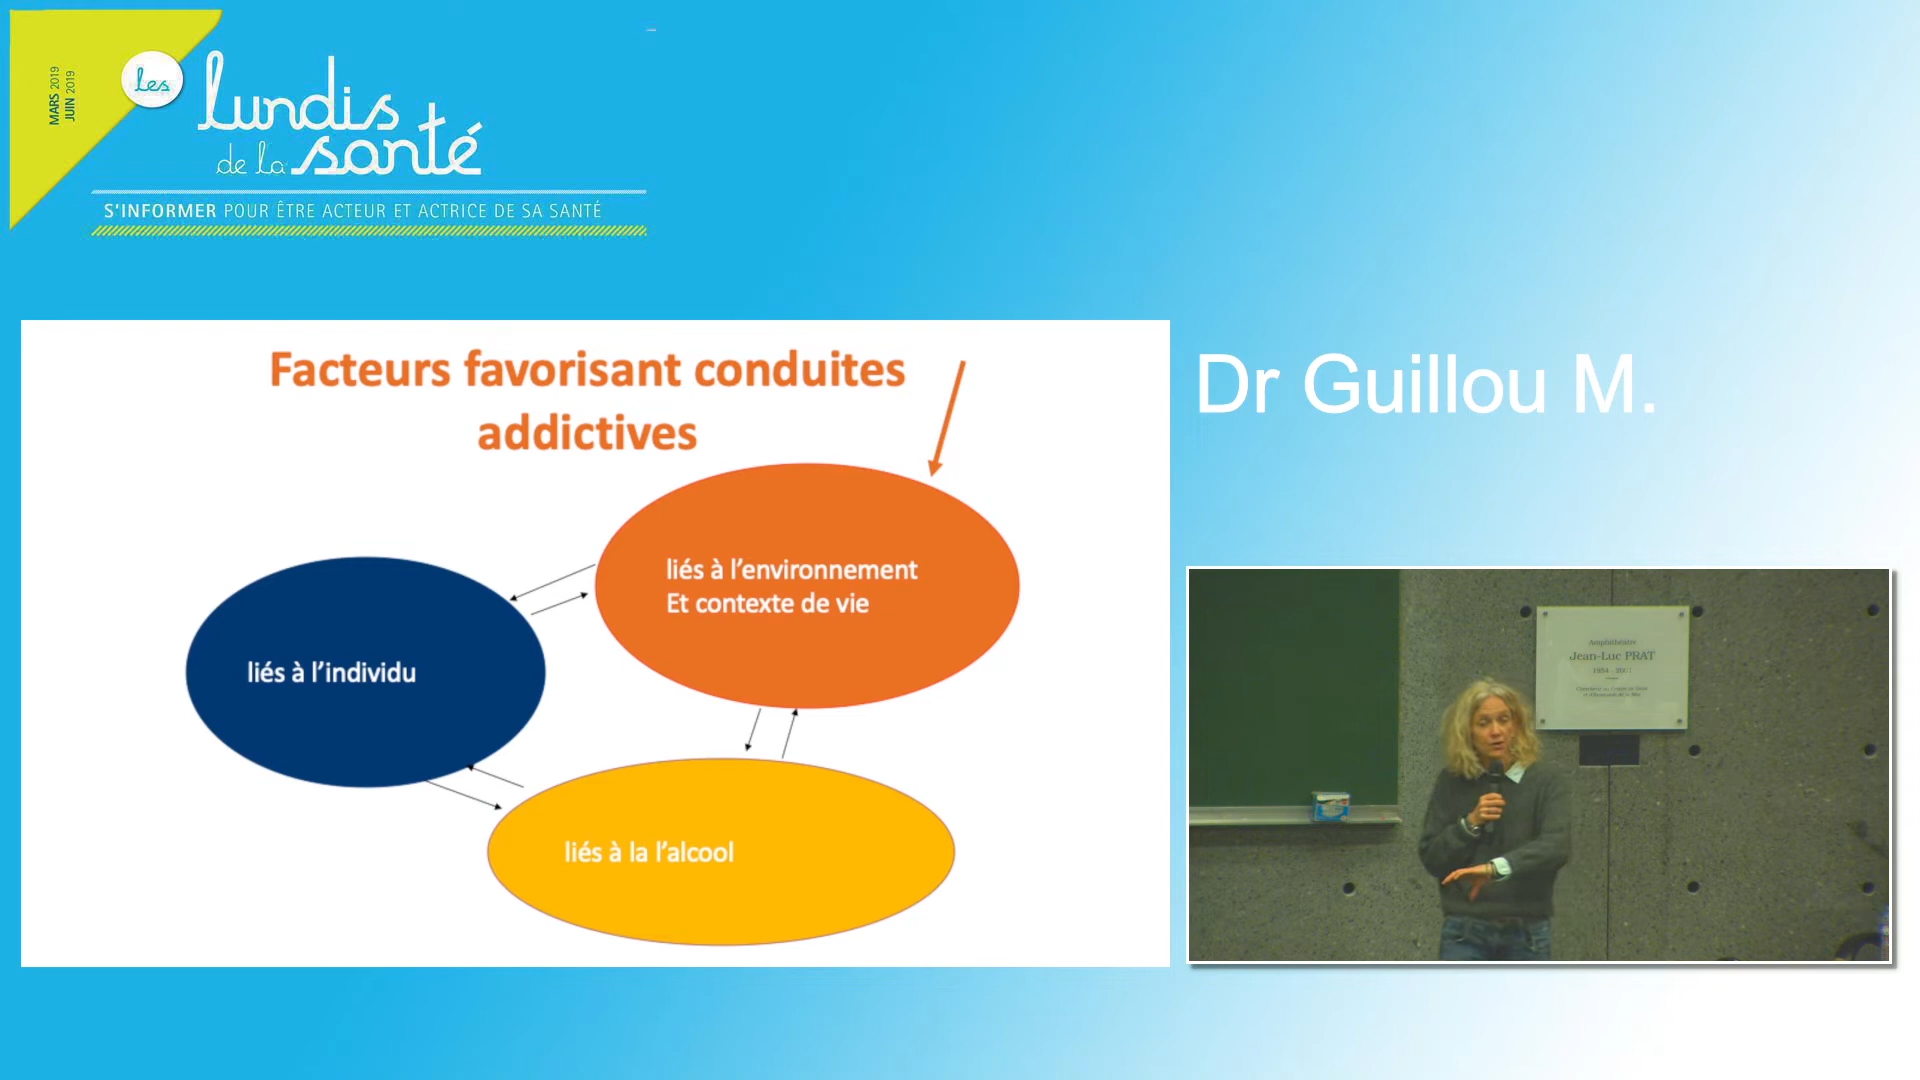 MARS 2019
JUIN 2019
les
lundis
de la santé
S'INFORMER POUR ÊTRE ACTEUR ET ACTRICE DE SA SANTÉ
Facteurs favorisant conduites
addictives
liés à l'environnement
Et contexte de vie
liés à l'individu
liés à la l'alcool
Dr Guillou M.
Amphithéâtre
Jean-Luc PRAT